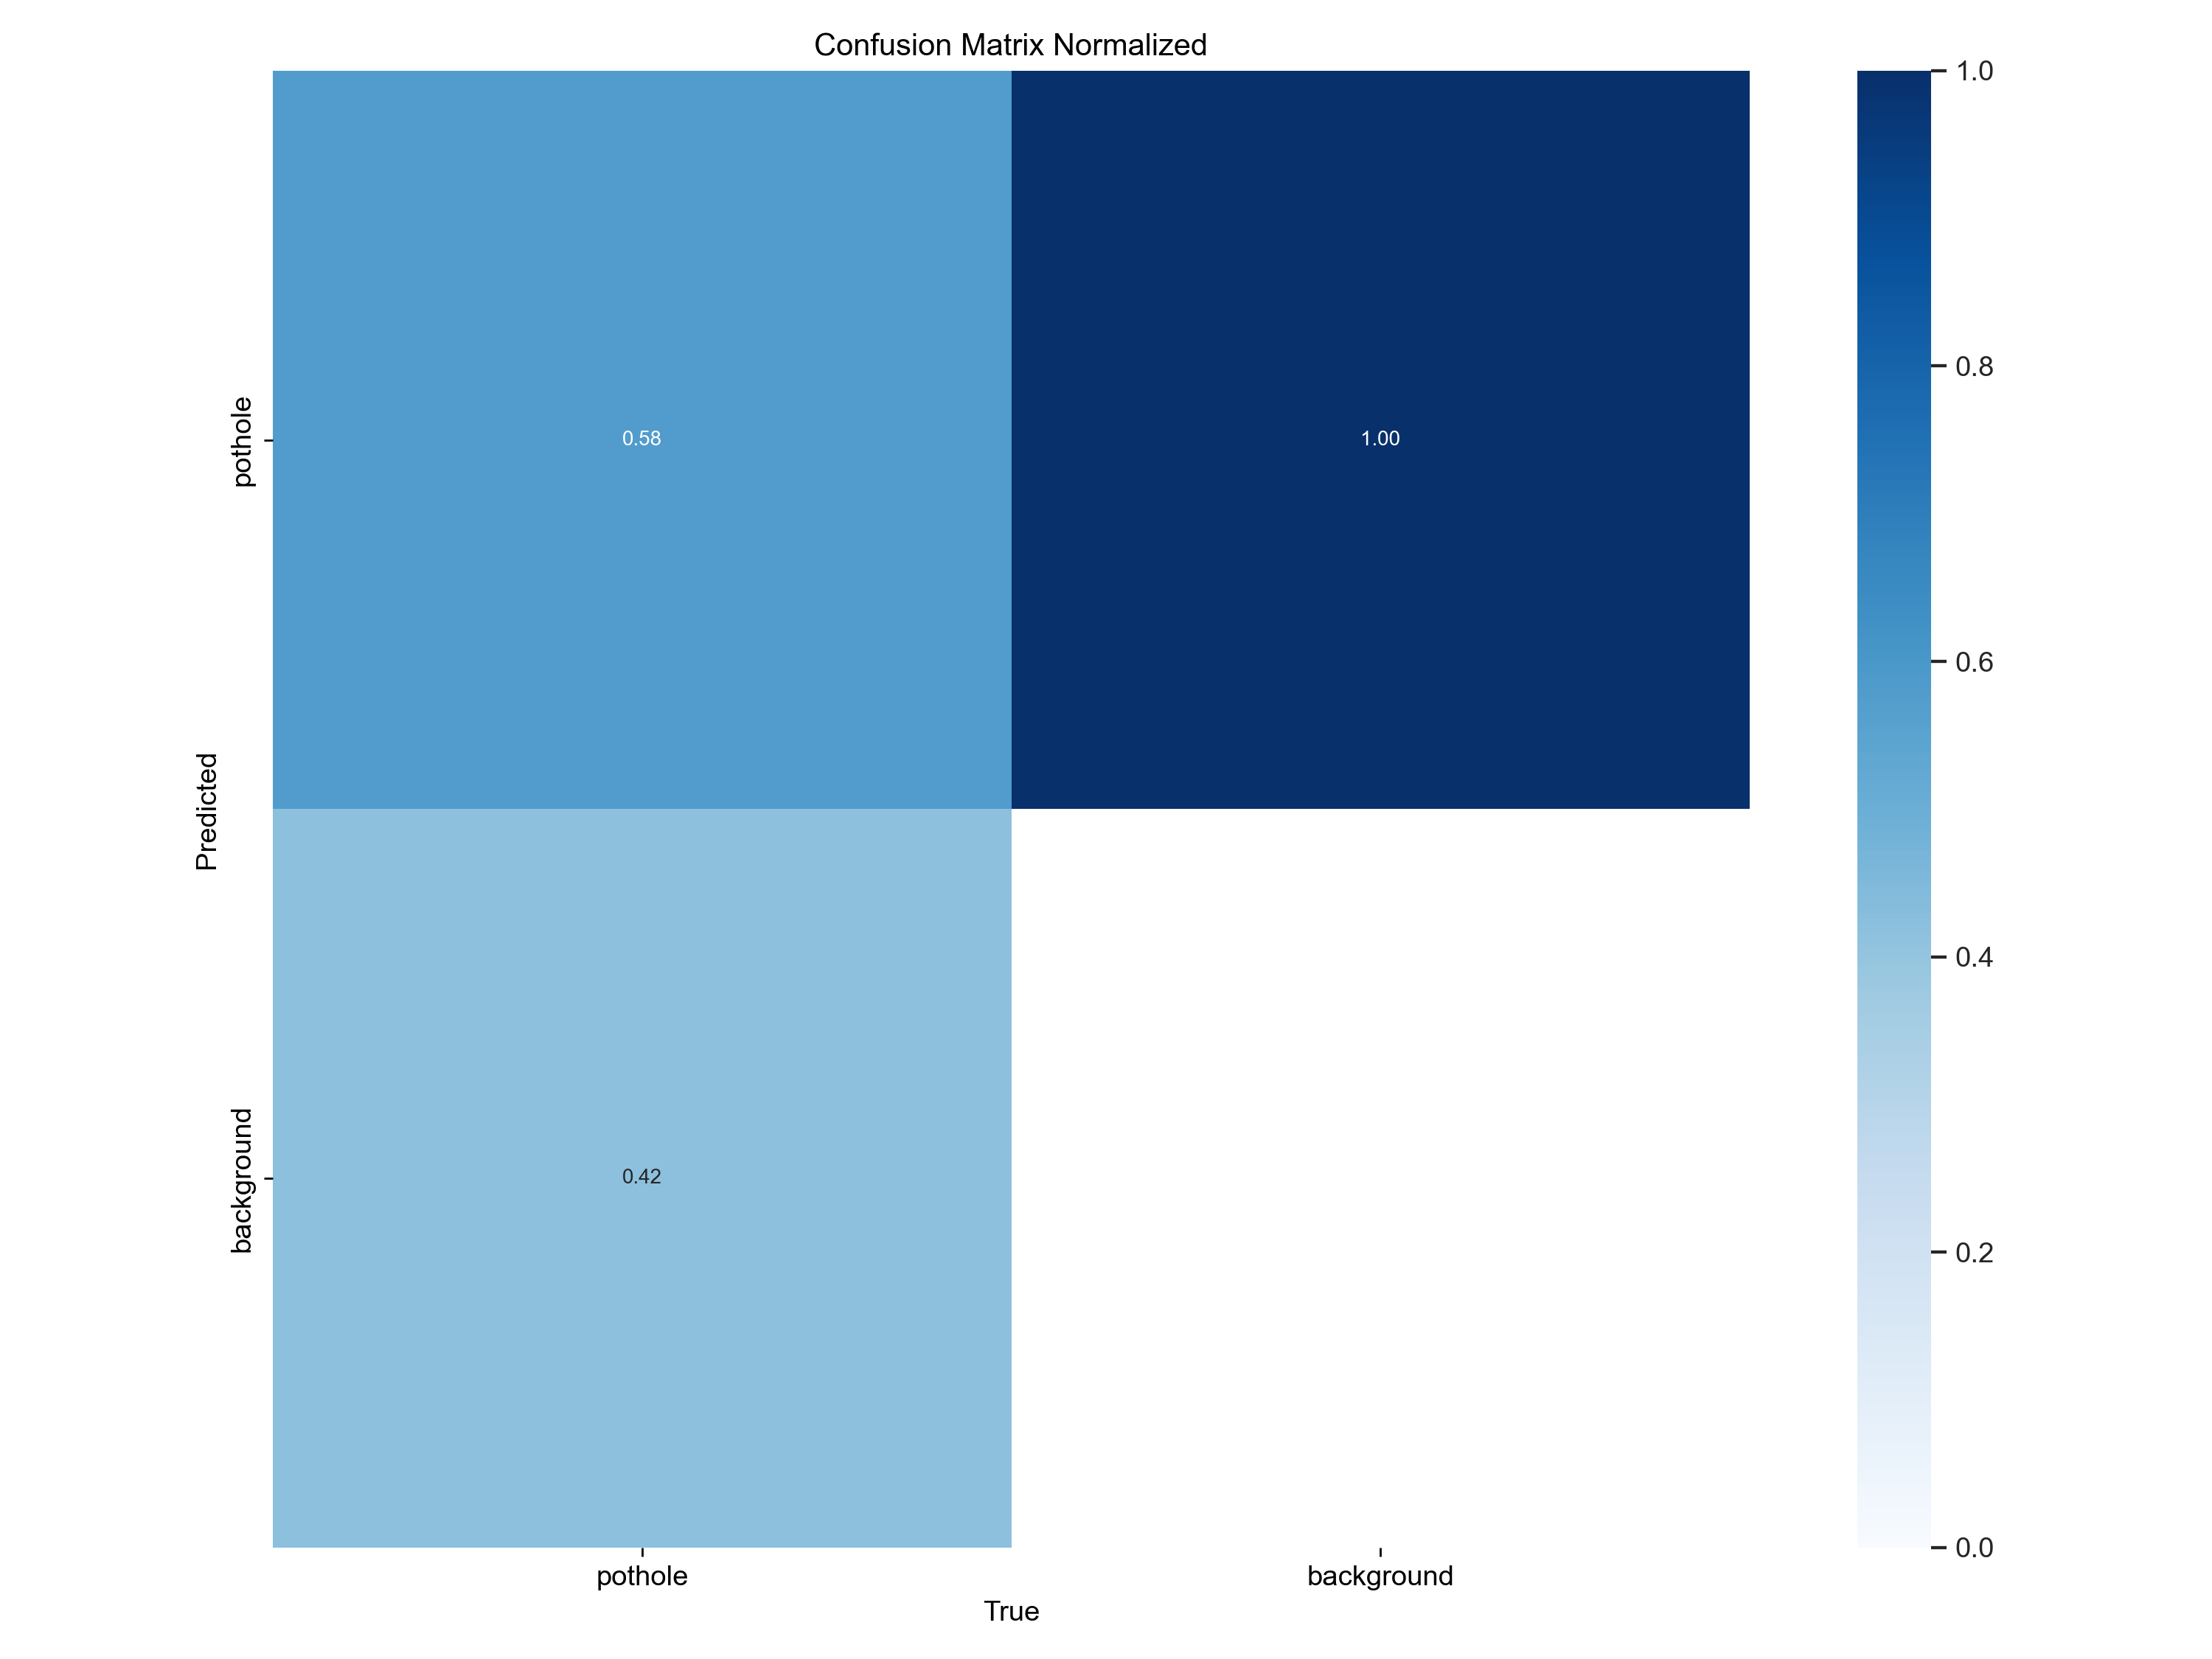 Confusion Matrix Normalized
1.0
0.8
0.6
0.4
0.2
0.0
pothole
background
Predicted
0.58
1.00
0.42
pothole
background
True